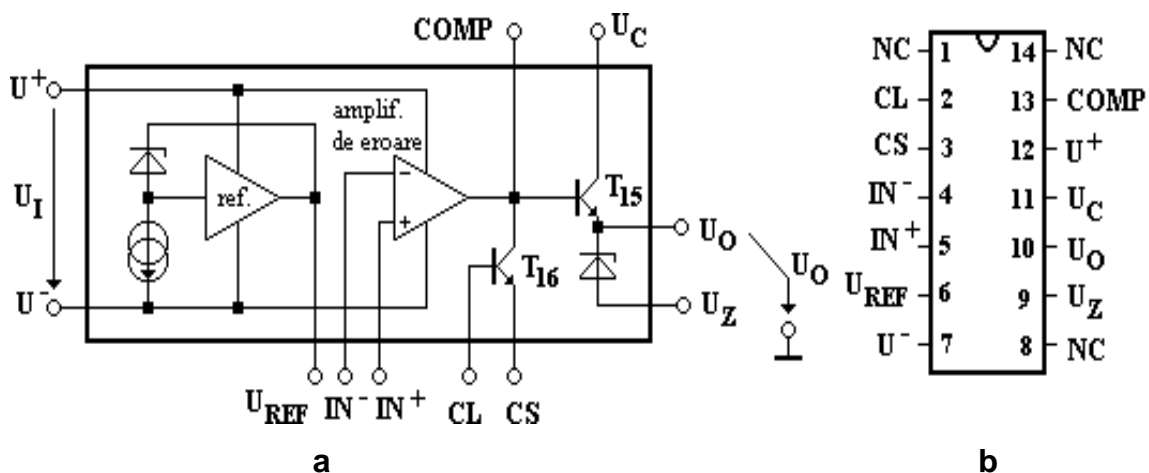 COMP
U_C
U⁺
amplif.
de eroare
−
ref.
+
T₁₅
U_I
U_O
T₁₆
U_O
U⁻
U_Z
U_REF IN⁻ IN⁺ CL CS
a
NC 1 14 NC
CL 2 13 COMP
CS 3 12 U⁺
IN⁻ 4 11 U_C
IN⁺ 5 10 U_O
U_REF 6 9 U_Z
U⁻ 7 8 NC
b